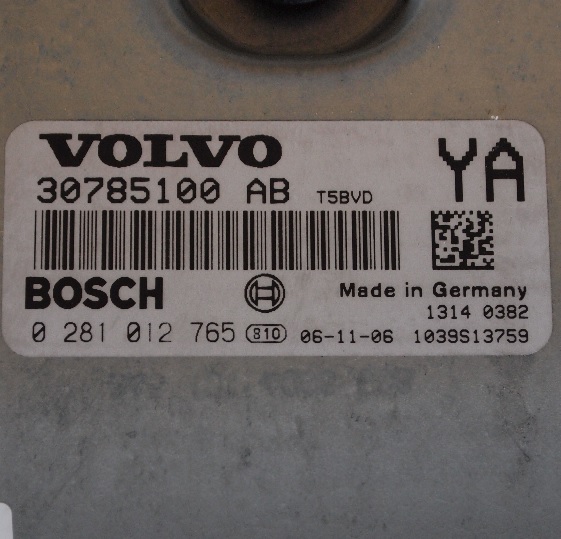 VOLVO YA
30785100 AB T5BVD
BOSCH Made in Germany
1314 0382
0 281 012 765 S10 06-11-06 1039S13759